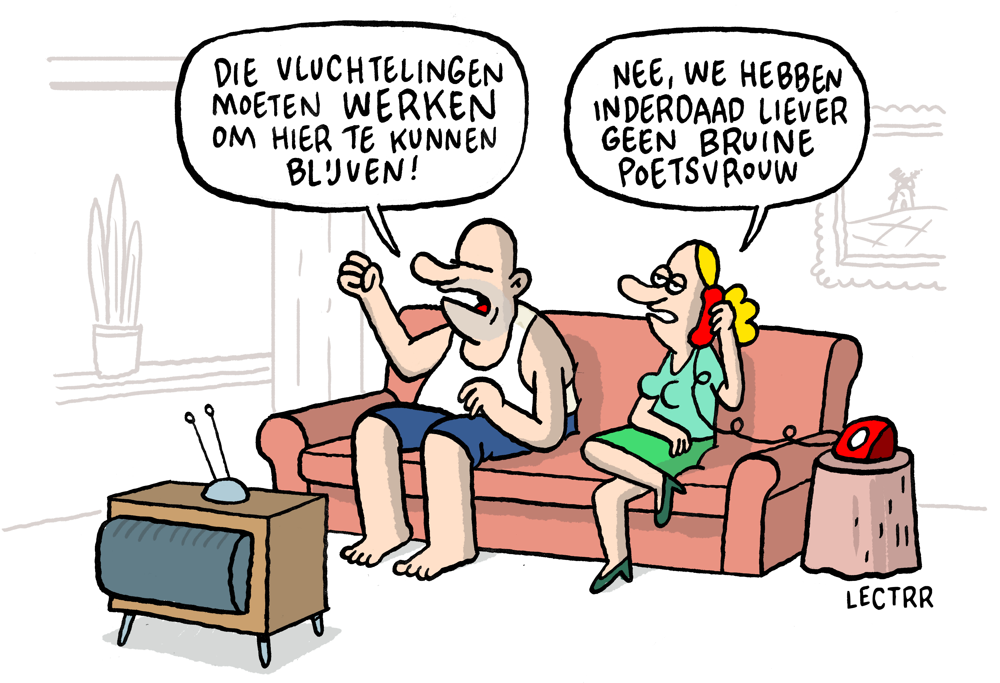 DIE VLUCHTELINGEN
MOETEN WERKEN
OM HIER TE KUNNEN
BLIJVEN!
NEE, WE HEBBEN
INDERDAAD LIEVER
GEEN BRUINE
POETSVROUW
LECTRR